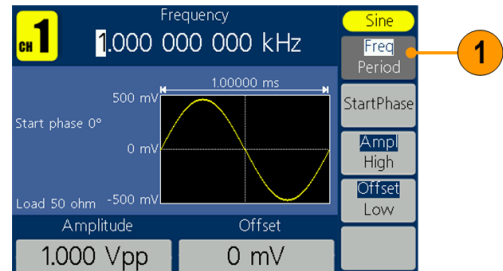 CH 1
Frequency
1.000 000 000 kHz
Sine
Freq
Period
1
StartPhase
Ampl
High
Offset
Low
1.00000 ms
500 mV
Start phase 0°
0 mV
Load 50 ohm
-500 mV
Amplitude
Offset
1.000 Vpp
0 mV